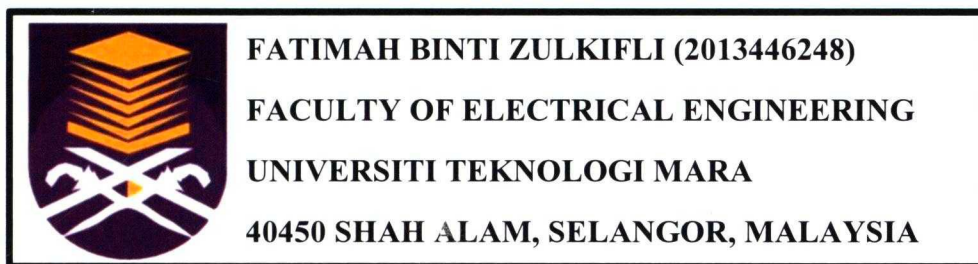 FATIMAH BINTI ZULKIFLI (2013446248)
FACULTY OF ELECTRICAL ENGINEERING
UNIVERSITI TEKNOLOGI MARA
40450 SHAH ALAM, SELANGOR, MALAYSIA